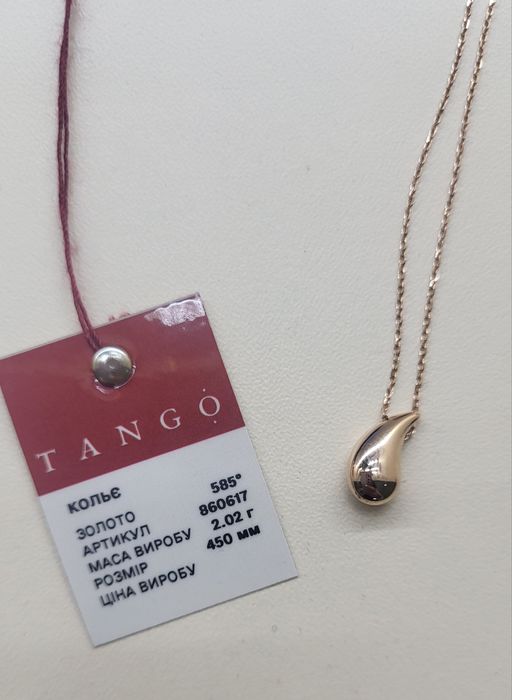 TANGO
КОЛЬЄ
ЗОЛОТО 585°
АРТИКУЛ 860617
МАСА ВИРОБУ 2.02 г
РОЗМІР 450 мм
ЦІНА ВИРОБУ